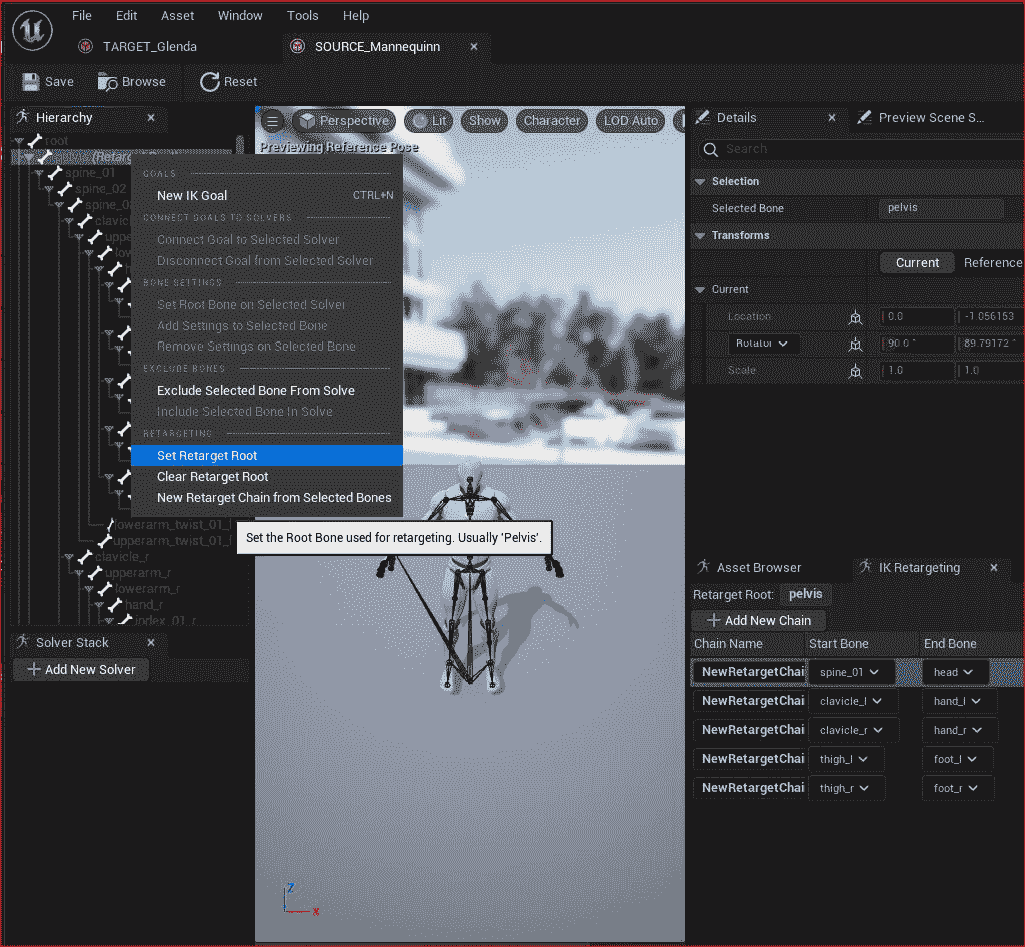 File Edit Asset Window Tools Help
TARGET_Glenda
SOURCE_Mannequinn
Save Browse Reset
Hierarchy
root
(Retarg
spine_01
spine_02
spine_0
clavic
uppe
low
lowerarm_twist_01_l
upperarm_twist_01_l
clavicle_r
upperarm_r
lowerarm_r
hand_r
index_01_r
GOALS
New IK Goal CTRL+N
CONNECT GOALS TO SOLVERS
Connect Goal to Selected Solver
Disconnect Goal from Selected Solver
BONE SETTINGS
Set Root Bone on Selected Solver
Add Settings to Selected Bone
Remove Settings on Selected Bone
EXCLUDE BONES
Exclude Selected Bone From Solve
Include Selected Bone In Solve
RETARGETING
Set Retarget Root
Clear Retarget Root
New Retarget Chain from Selected Bones
Set the Root Bone used for retargeting. Usually 'Pelvis'.
Solver Stack
+ Add New Solver
Perspective Lit Show Character LOD Auto
Previewing Reference Pose
Z
X
Details
Preview Scene S...
Search
Selection
Selected Bone pelvis
Transforms
Current Reference
Current
Location 0.0 -1.056153
Rotator 90.0 ° 89.79172 °
Scale 1.0 1.0
Asset Browser
IK Retargeting
Retarget Root: pelvis
+ Add New Chain
Chain Name Start Bone End Bone
NewRetargetChai spine_01 head
NewRetargetChai clavicle_l hand_l
NewRetargetChai clavicle_r hand_r
NewRetargetChai thigh_l foot_l
NewRetargetChai thigh_r foot_r